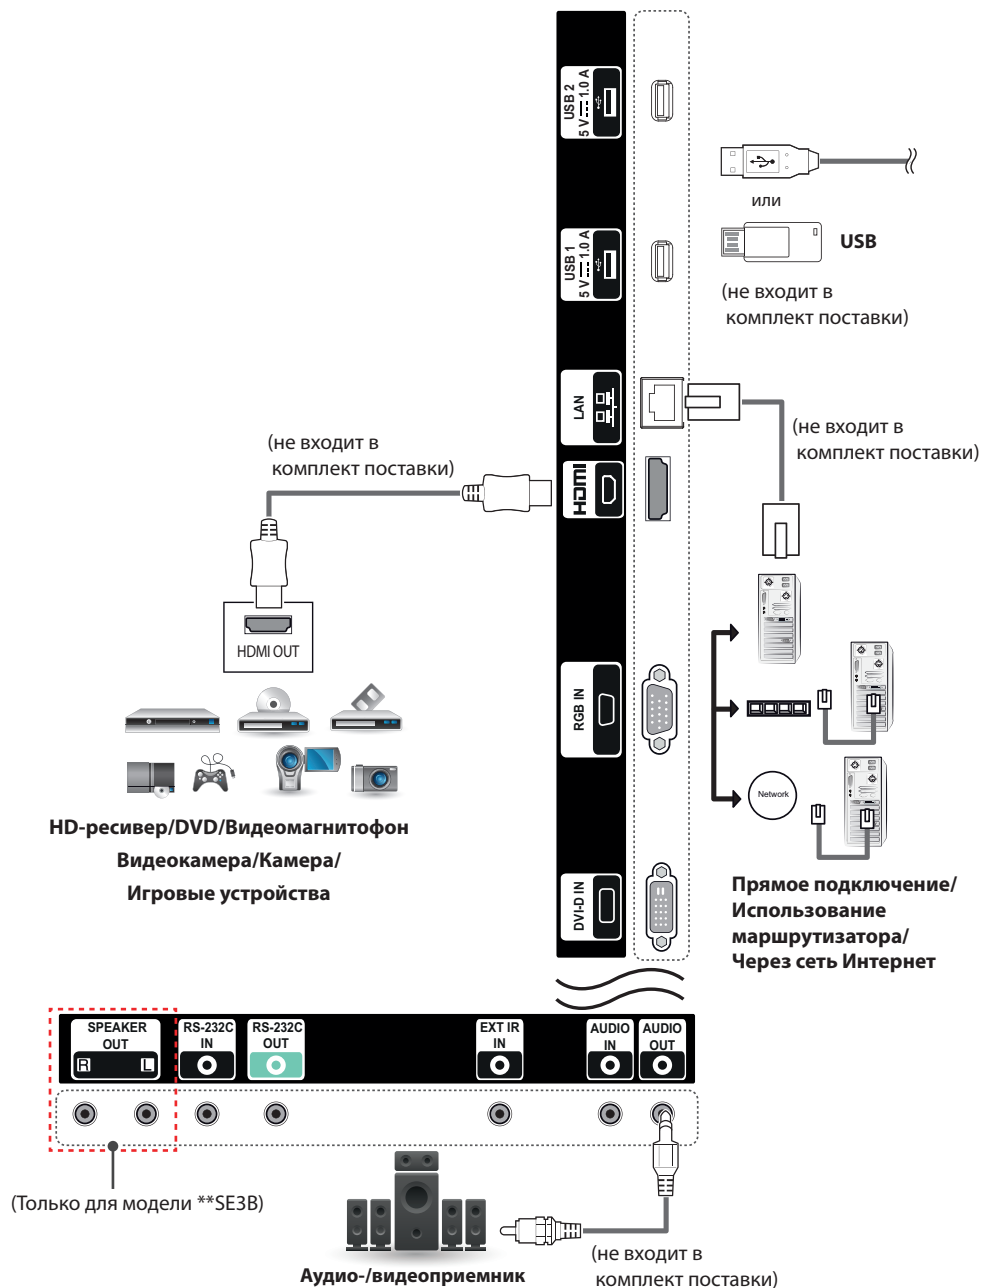 USB 2
5 V 1.0 A
или
USB
(не входит в
комплект поставки)
USB 1
5 V 1.0 A
LAN
(не входит в
комплект поставки)
(не входит в
комплект поставки)
HDMI
HDMI OUT
RGB IN
Network
HD-ресивер/DVD/Видеомагнитофон
Видеокамера/Камера/
Игровые устройства
DVI-D IN
Прямое подключение/
Использование
маршрутизатора/
Через сеть Интернет
SPEAKER
OUT
R L
RS-232C
IN
RS-232C
OUT
EXT IR
IN
AUDIO
IN
AUDIO
OUT
(Только для модели **SE3B)
(не входит в
комплект поставки)
Аудио-/видеоприемник